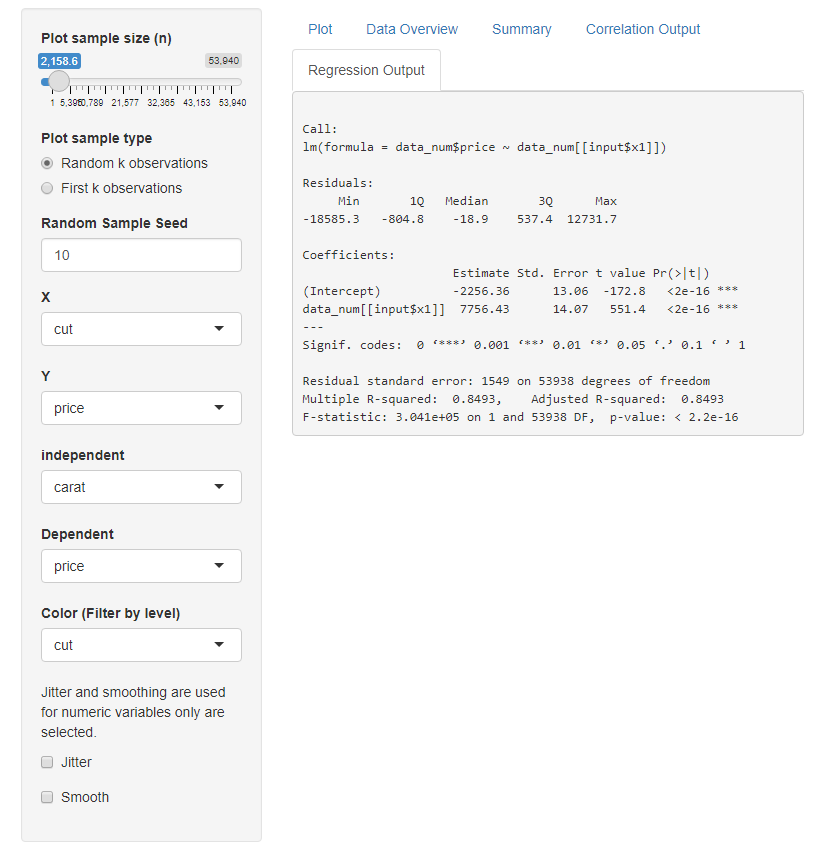 Plot sample size (n)
2,158.6 53,940
1 5,395 10,789 21,577 32,365 43,153 53,940
Plot sample type
Random k observations
First k observations
Random Sample Seed
10
X
cut
Y
price
independent
carat
Dependent
price
Color (Filter by level)
cut
Jitter and smoothing are used
for numeric variables only are
selected.
Jitter
Smooth
Plot Data Overview Summary Correlation Output
Regression Output
Call:
lm(formula = data_num$price ~ data_num[[input$x1]])
Residuals:
Min 1Q Median 3Q Max
-18585.3 -804.8 -18.9 537.4 12731.7
Coefficients:
Estimate Std. Error t value Pr(>|t|)
(Intercept) -2256.36 13.06 -172.8 <2e-16 ***
data_num[[input$x1]] 7756.43 14.07 551.4 <2e-16 ***
---
Signif. codes: 0 ‘***’ 0.001 ‘**’ 0.01 ‘*’ 0.05 ‘.’ 0.1 ‘ ’ 1
Residual standard error: 1549 on 53938 degrees of freedom
Multiple R-squared: 0.8493, Adjusted R-squared: 0.8493
F-statistic: 3.041e+05 on 1 and 53938 DF, p-value: < 2.2e-16